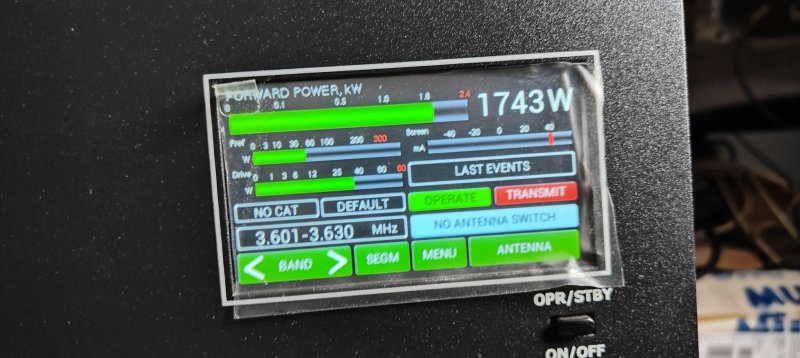 FORWARD POWER, kW
0 0.1 0.5 1.0 1.8 2.4
1743W
Pref 0 3 10 30 60 100 200 300
W
Screen -40 -20 0 20 40
mA
Drive 0 1 3 6 12 25 40 60 80
W
LAST EVENTS
NO CAT DEFAULT
OPERATE TRANSMIT
3.601-3.630 MHz
NO ANTENNA SWITCH
< BAND > SEGM MENU ANTENNA
OPR/STBY
ON/OFF
MU